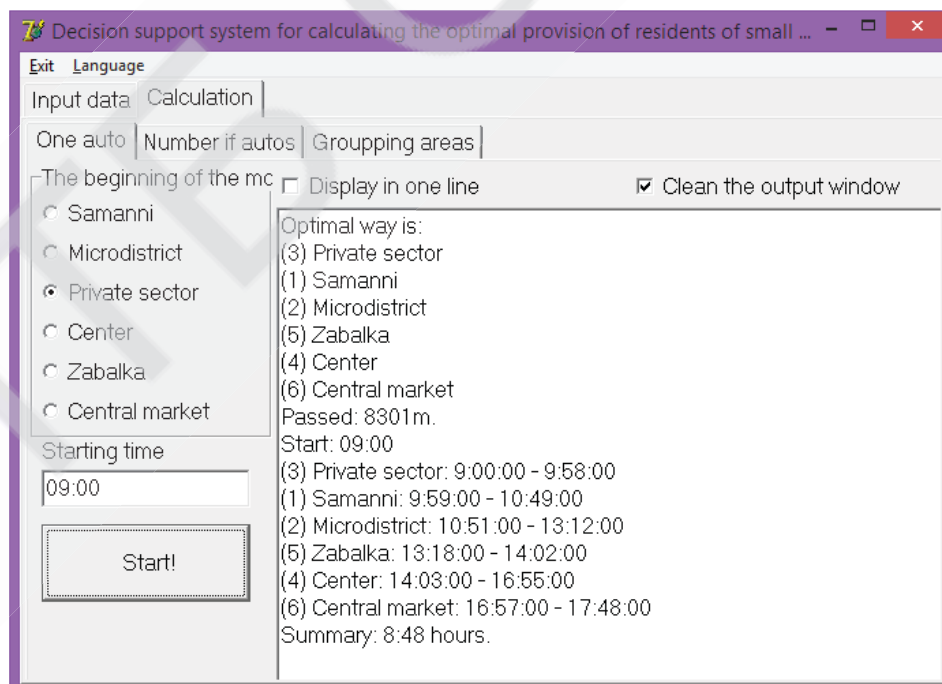 Decision support system for calculating the optimal provision of residents of small ...
Exit Language
Input data Calculation
One auto Number if autos Groupping areas
The beginning of the mc
Display in one line
Clean the output window
Samanni
Microdistrict
Private sector
Center
Zabalka
Central market
Starting time
09:00
Start!
Optimal way is:
(3) Private sector
(1) Samanni
(2) Microdistrict
(5) Zabalka
(4) Center
(6) Central market
Passed: 8301m.
Start: 09:00
(3) Private sector: 9:00:00 - 9:58:00
(1) Samanni: 9:59:00 - 10:49:00
(2) Microdistrict: 10:51:00 - 13:12:00
(5) Zabalka: 13:18:00 - 14:02:00
(4) Center: 14:03:00 - 16:55:00
(6) Central market: 16:57:00 - 17:48:00
Summary: 8:48 hours.